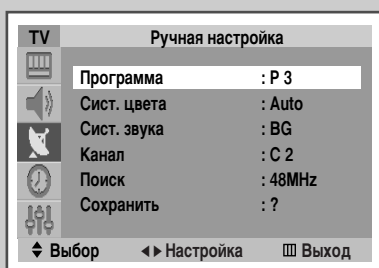 TV Ручная настройка
Программа : P 3
Сист. цвета : Auto
Сист. звука : BG
Канал : C 2
Поиск : 48MHz
Сохранить : ?
Выбор Настройка Выход